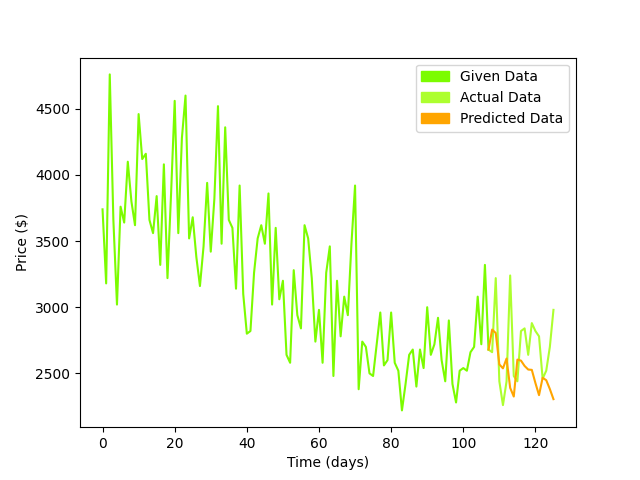 Given Data
Actual Data
Predicted Data
4500
4000
3500
3000
2500
Price ($)
0 20 40 60 80 100 120
Time (days)